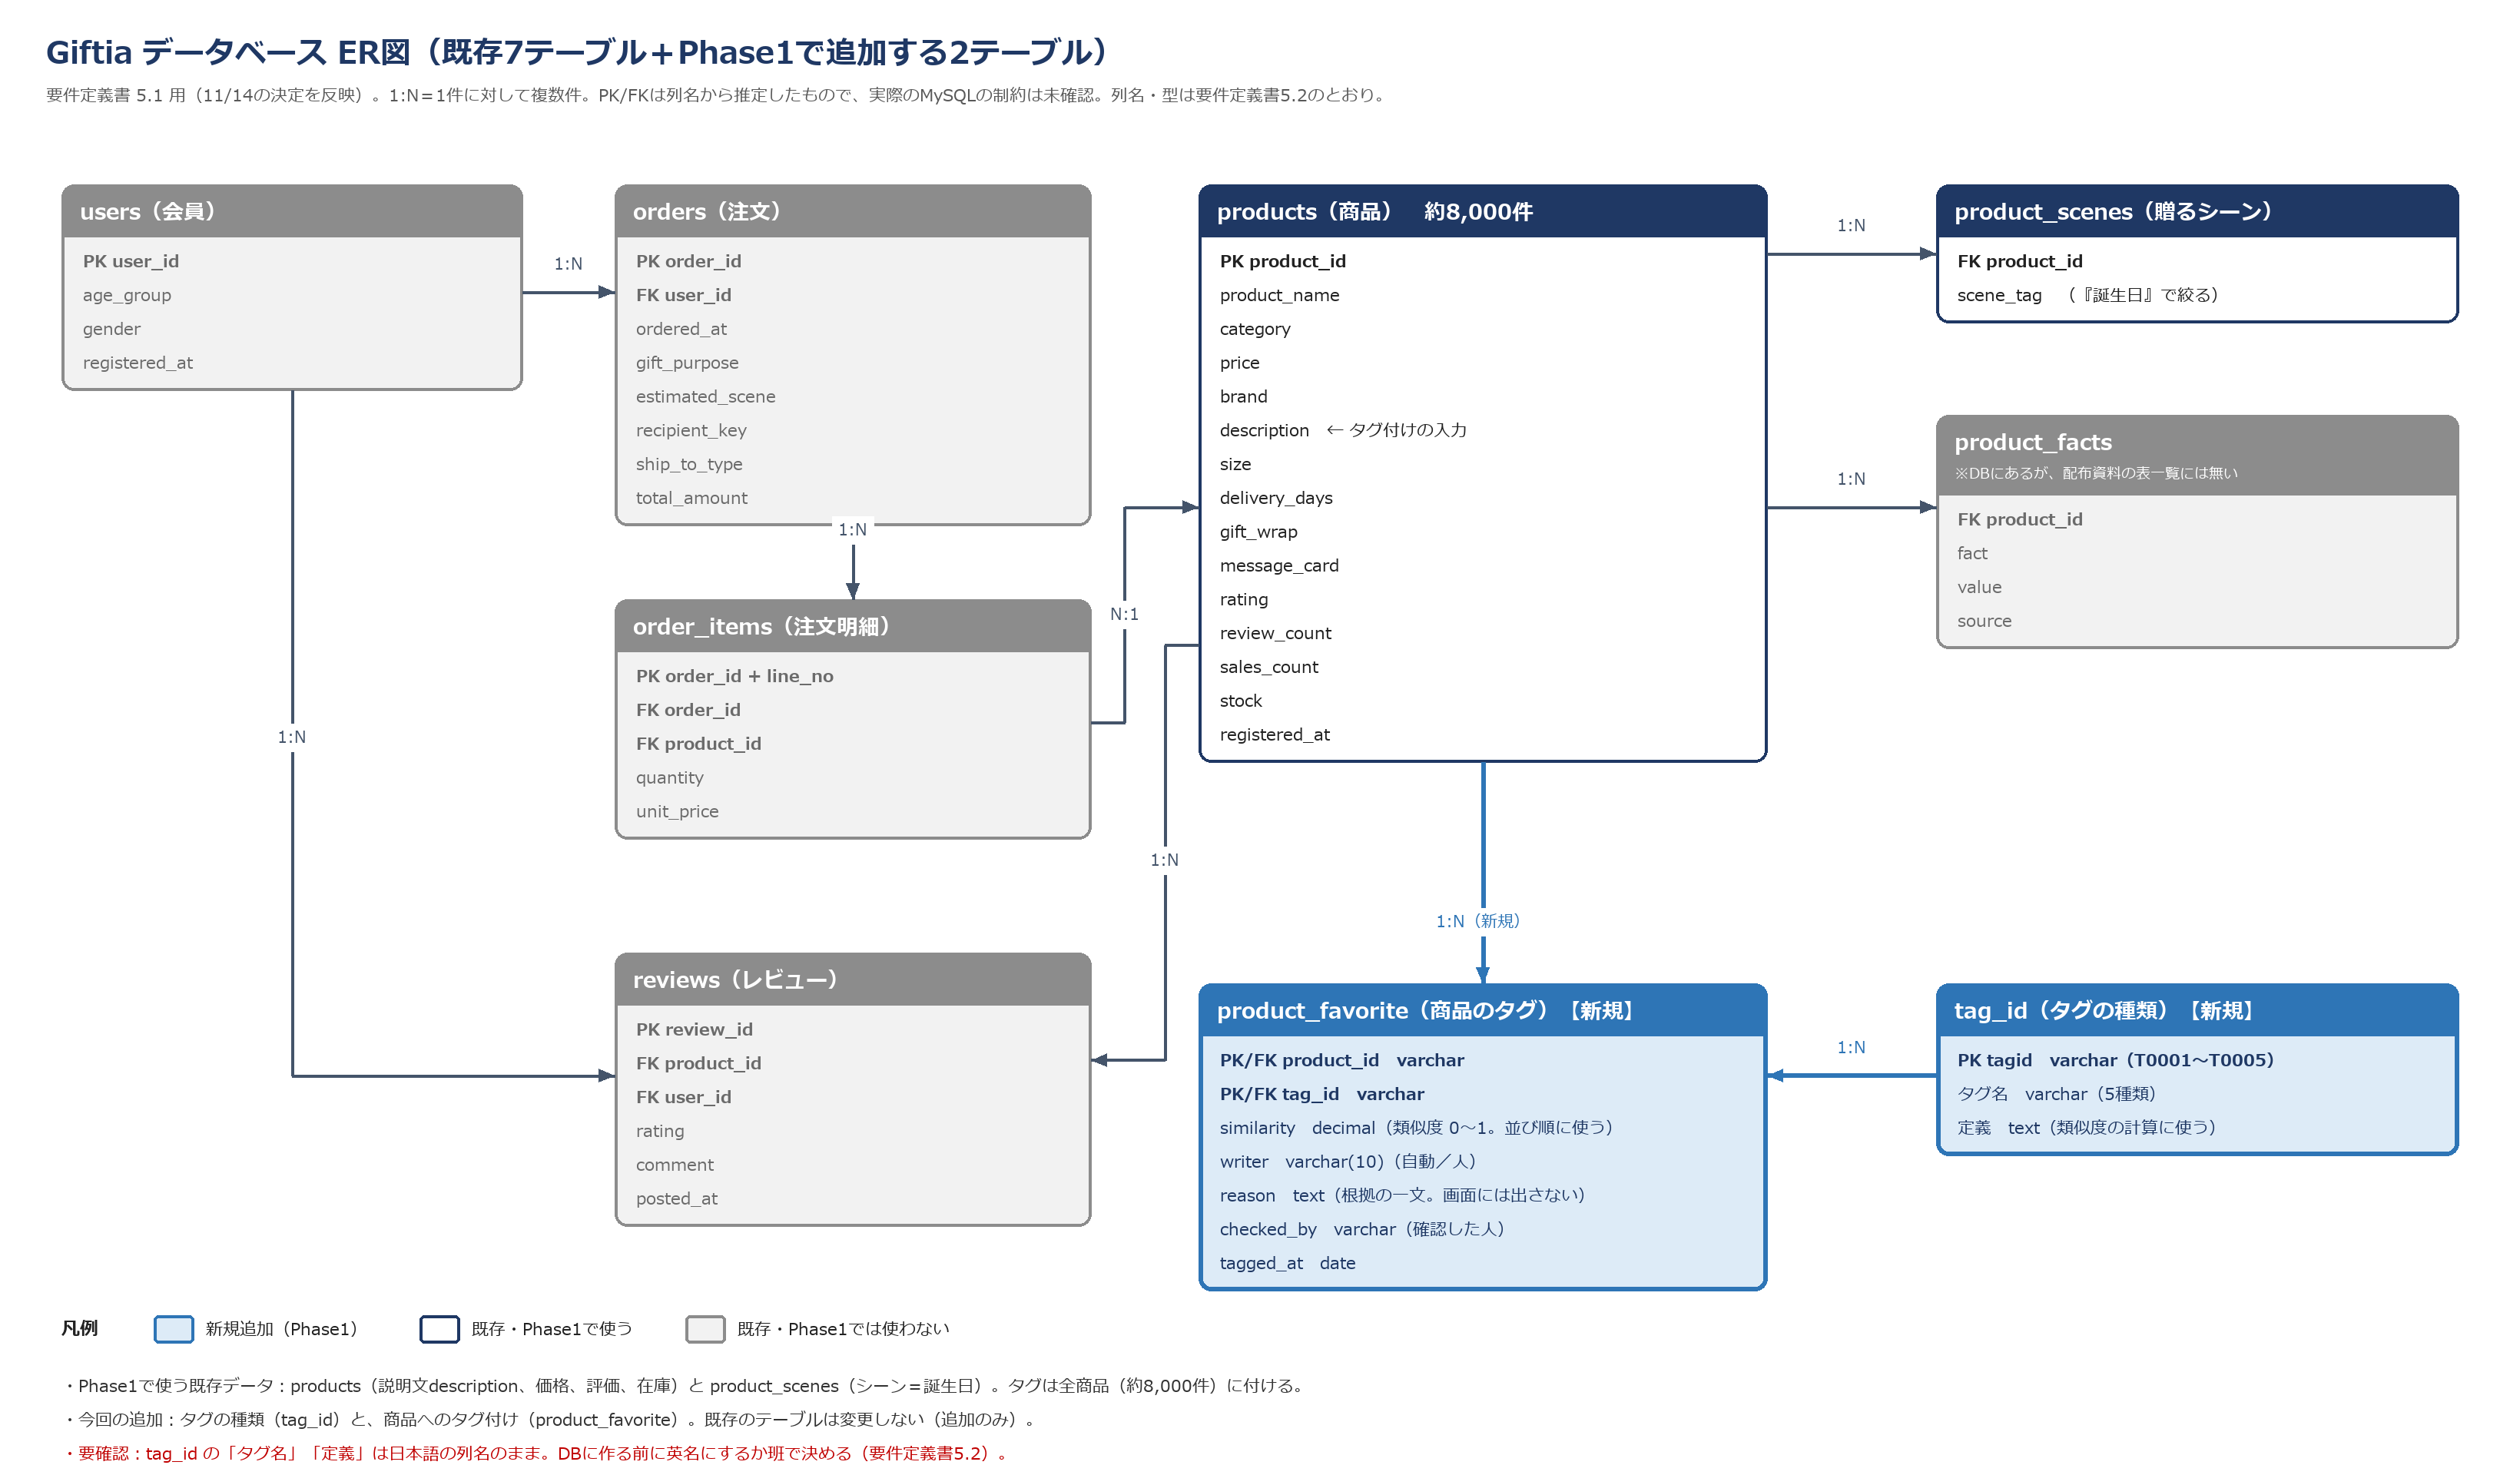 Giftia データベース ER図（既存7テーブル＋Phase1で追加する2テーブル）
要件定義書 5.1 用（11/14の決定を反映）。1:N＝1件に対して複数件。PK/FKは列名から推定したもので、実際のMySQLの制約は未確認。列名・型は要件定義書5.2のとおり。
users（会員）
PK user_id
age_group
gender
registered_at
1:N
orders（注文）
PK order_id
FK user_id
ordered_at
gift_purpose
estimated_scene
recipient_key
ship_to_type
total_amount
1:N
order_items（注文明細）
PK order_id + line_no
FK order_id
FK product_id
quantity
unit_price
N:1
1:N
1:N
reviews（レビュー）
PK review_id
FK product_id
FK user_id
rating
comment
posted_at
products（商品）　約8,000件
PK product_id
product_name
category
price
brand
description　← タグ付けの入力
size
delivery_days
gift_wrap
message_card
rating
review_count
sales_count
stock
registered_at
1:N
product_scenes（贈るシーン）
FK product_id
scene_tag　（『誕生日』で絞る）
1:N
product_facts
※DBにあるが、配布資料の表一覧には無い
FK product_id
fact
value
source
1:N（新規）
product_favorite（商品のタグ）【新規】
PK/FK product_id　varchar
PK/FK tag_id　varchar
similarity　decimal（類似度 0～1。並び順に使う）
writer　varchar(10)（自動／人）
reason　text（根拠の一文。画面には出さない）
checked_by　varchar（確認した人）
tagged_at　date
1:N
tag_id（タグの種類）【新規】
PK tagid　varchar（T0001～T0005）
タグ名　varchar（5種類）
定義　text（類似度の計算に使う）
凡例
新規追加（Phase1）
既存・Phase1で使う
既存・Phase1では使わない
・Phase1で使う既存データ：products（説明文description、価格、評価、在庫）と product_scenes（シーン＝誕生日）。タグは全商品（約8,000件）に付ける。
・今回の追加：タグの種類（tag_id）と、商品へのタグ付け（product_favorite）。既存のテーブルは変更しない（追加のみ）。
・要確認：tag_id の「タグ名」「定義」は日本語の列名のまま。DBに作る前に英名にするか班で決める（要件定義書5.2）。